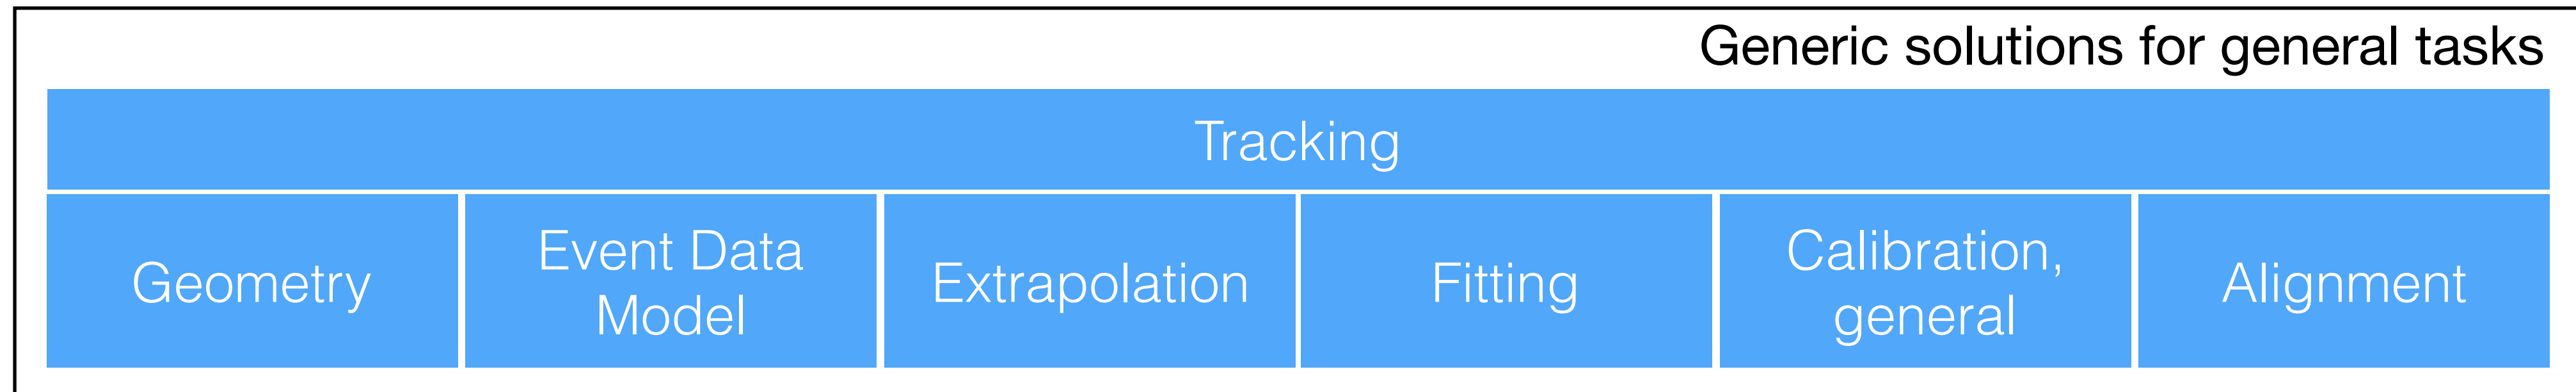 Generic solutions for general tasks
Tracking
Geometry
Event Data
Model
Extrapolation
Fitting
Calibration,
general
Alignment